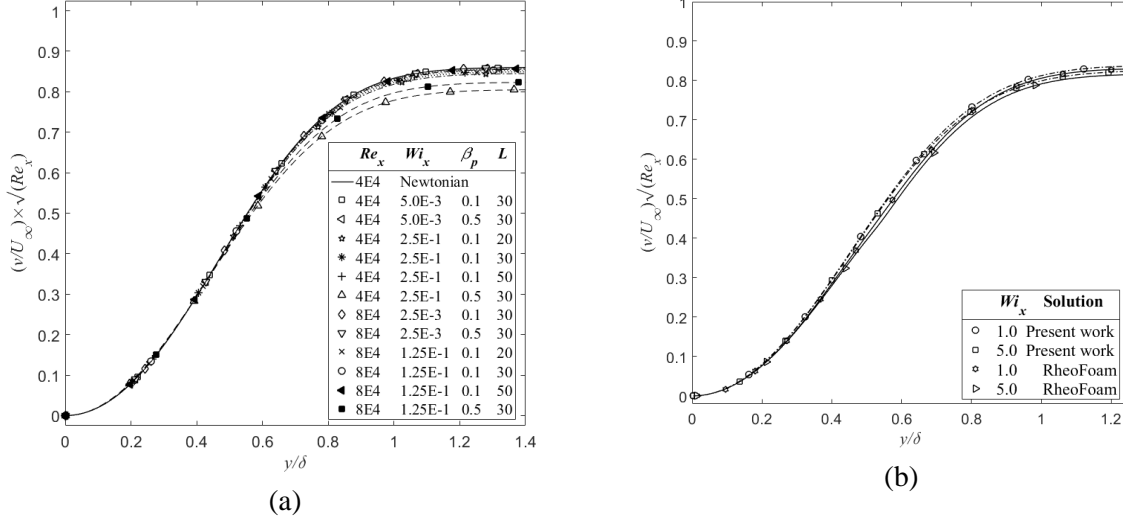 1
0.9
0.8
0.7
0.6
0.5
0.4
0.3
0.2
0.1
0
(v/U∞)×√(Re_x)
Re_x Wi_x β_p L
4E4 Newtonian
4E4 5.0E-3 0.1 30
4E4 5.0E-3 0.5 30
4E4 2.5E-1 0.1 20
4E4 2.5E-1 0.1 30
4E4 2.5E-1 0.1 50
4E4 2.5E-1 0.5 30
8E4 2.5E-3 0.1 30
8E4 2.5E-3 0.5 30
8E4 1.25E-1 0.1 20
8E4 1.25E-1 0.1 30
8E4 1.25E-1 0.1 50
8E4 1.25E-1 0.5 30
0 0.2 0.4 0.6 0.8 1 1.2 1.4
y/δ
(a)
1
0.9
0.8
0.7
0.6
0.5
0.4
0.3
0.2
0.1
0
(v/U∞)√(Re_x)
Wi_x Solution
1.0 Present work
5.0 Present work
1.0 RheoFoam
5.0 RheoFoam
0 0.2 0.4 0.6 0.8 1 1.2
y/δ
(b)